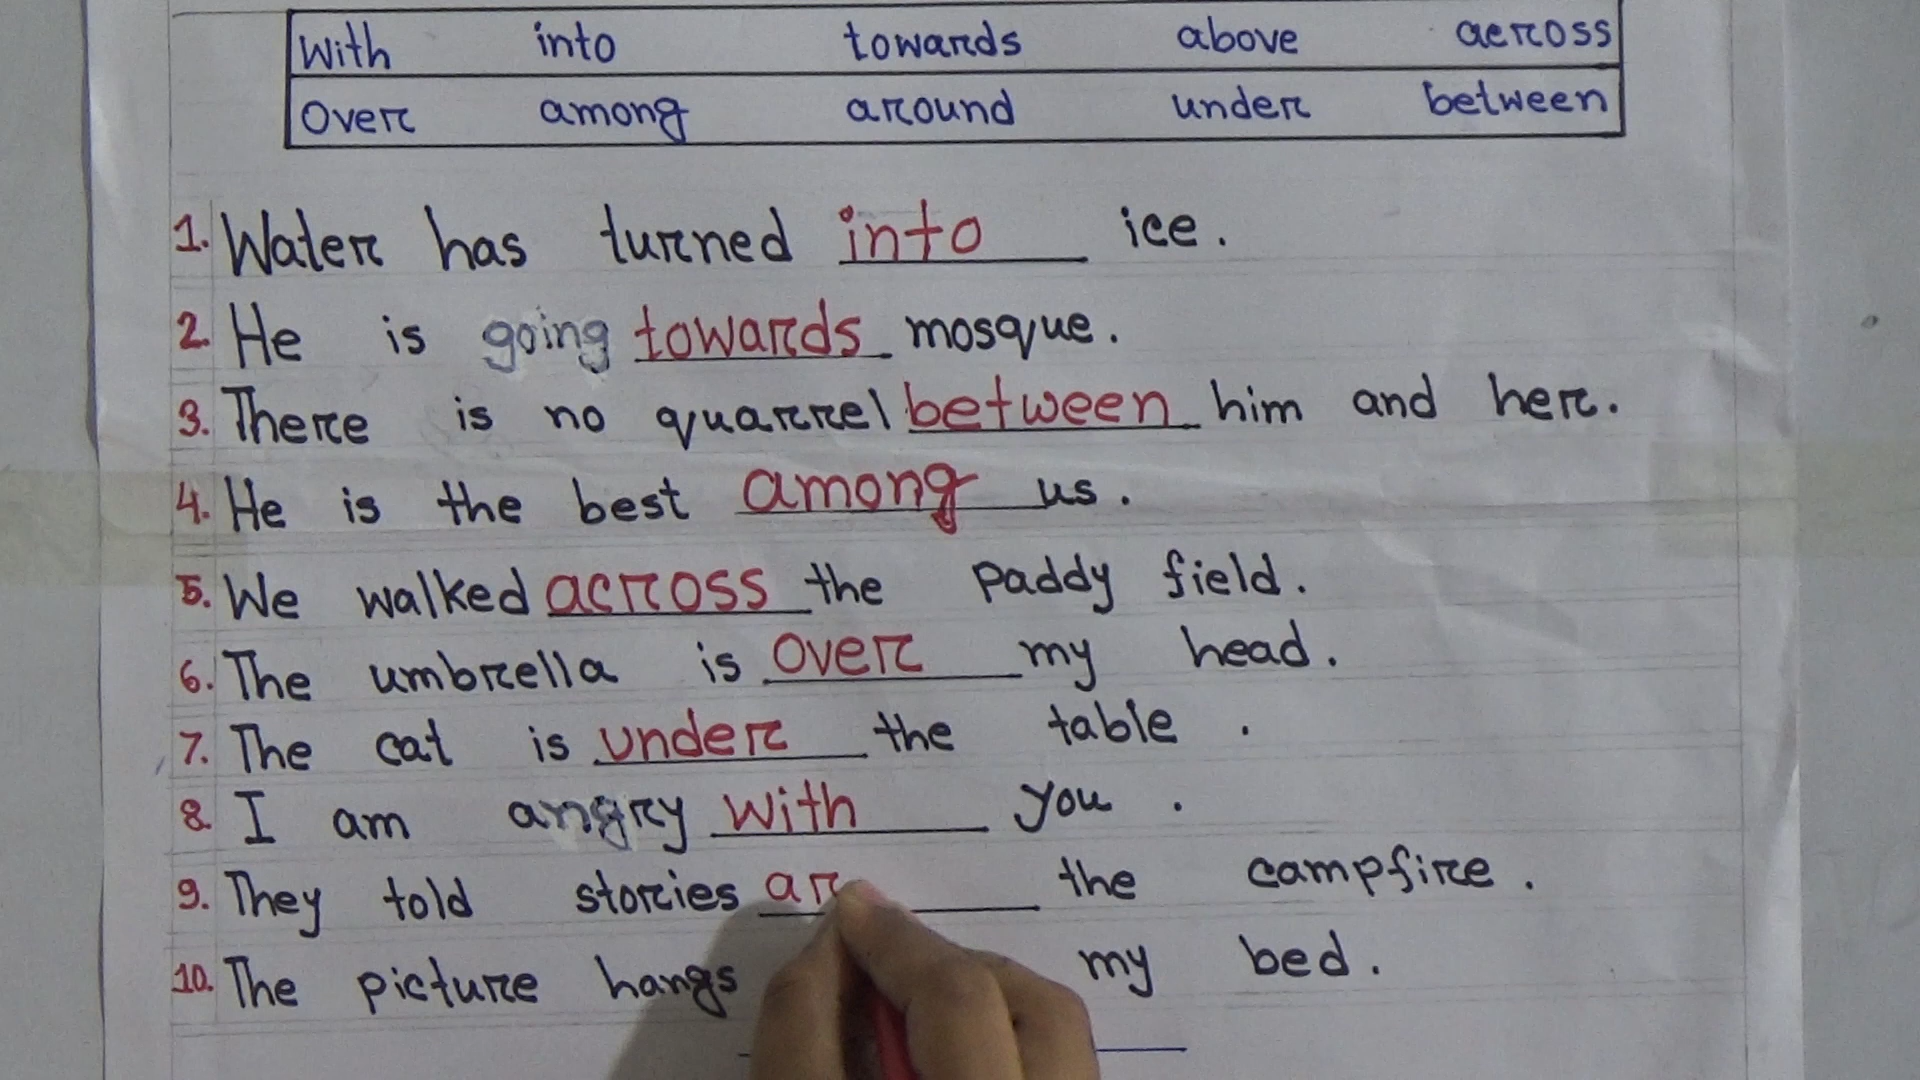 With into towards above across
Over among around under between
1. Water has turned into ice.
2. He is going towards mosque.
3. There is no quarrel between him and her.
4. He is the best among us.
5. We walked across the paddy field.
6. The umbrella is over my head.
7. The cat is under the table.
8. I am angry with you.
9. They told stories ar the campfire.
10. The picture hangs my bed.